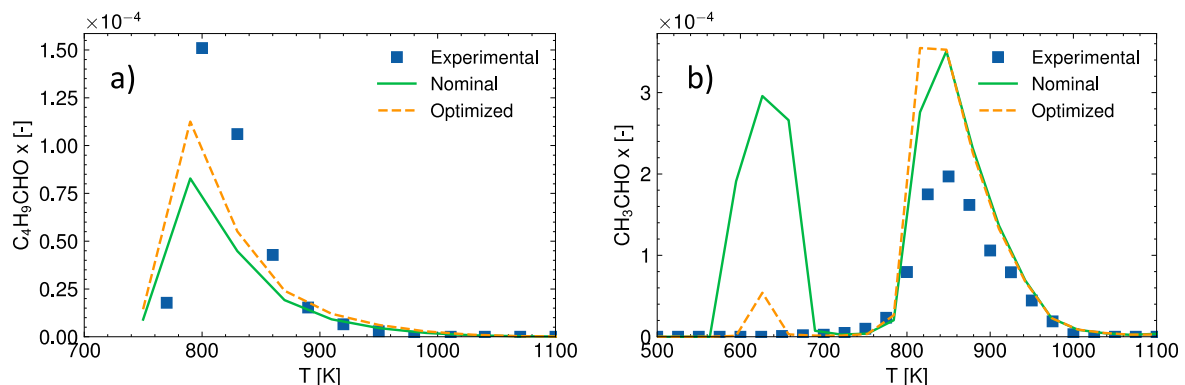 ×10⁻⁴
a)
Experimental
Nominal
Optimized
C₄H₉CHO x [-]
1.50
1.25
1.00
0.75
0.50
0.25
0.00
700
800
900
1000
1100
T [K]
×10⁻⁴
b)
Experimental
Nominal
Optimized
CH₃CHO x [-]
3
2
1
0
500
600
700
800
900
1000
1100
T [K]